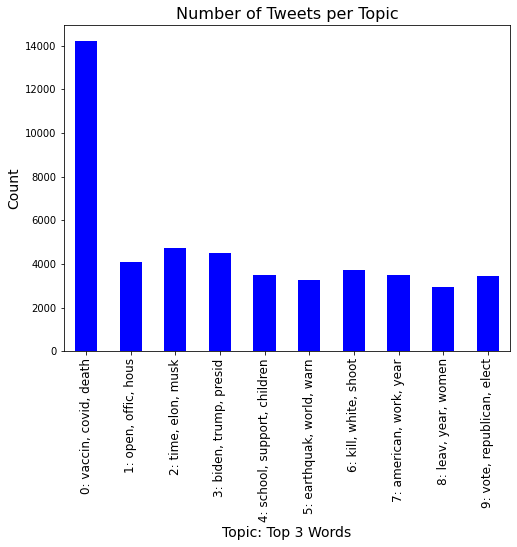 Number of Tweets per Topic
14000
12000
10000
8000
6000
4000
2000
0
Count
0: vaccin, covid, death
1: open, offic, hous
2: time, elon, musk
3: biden, trump, presid
4: school, support, children
5: earthquak, world, warn
6: kill, white, shoot
7: american, work, year
8: leav, year, women
9: vote, republican, elect
Topic: Top 3 Words